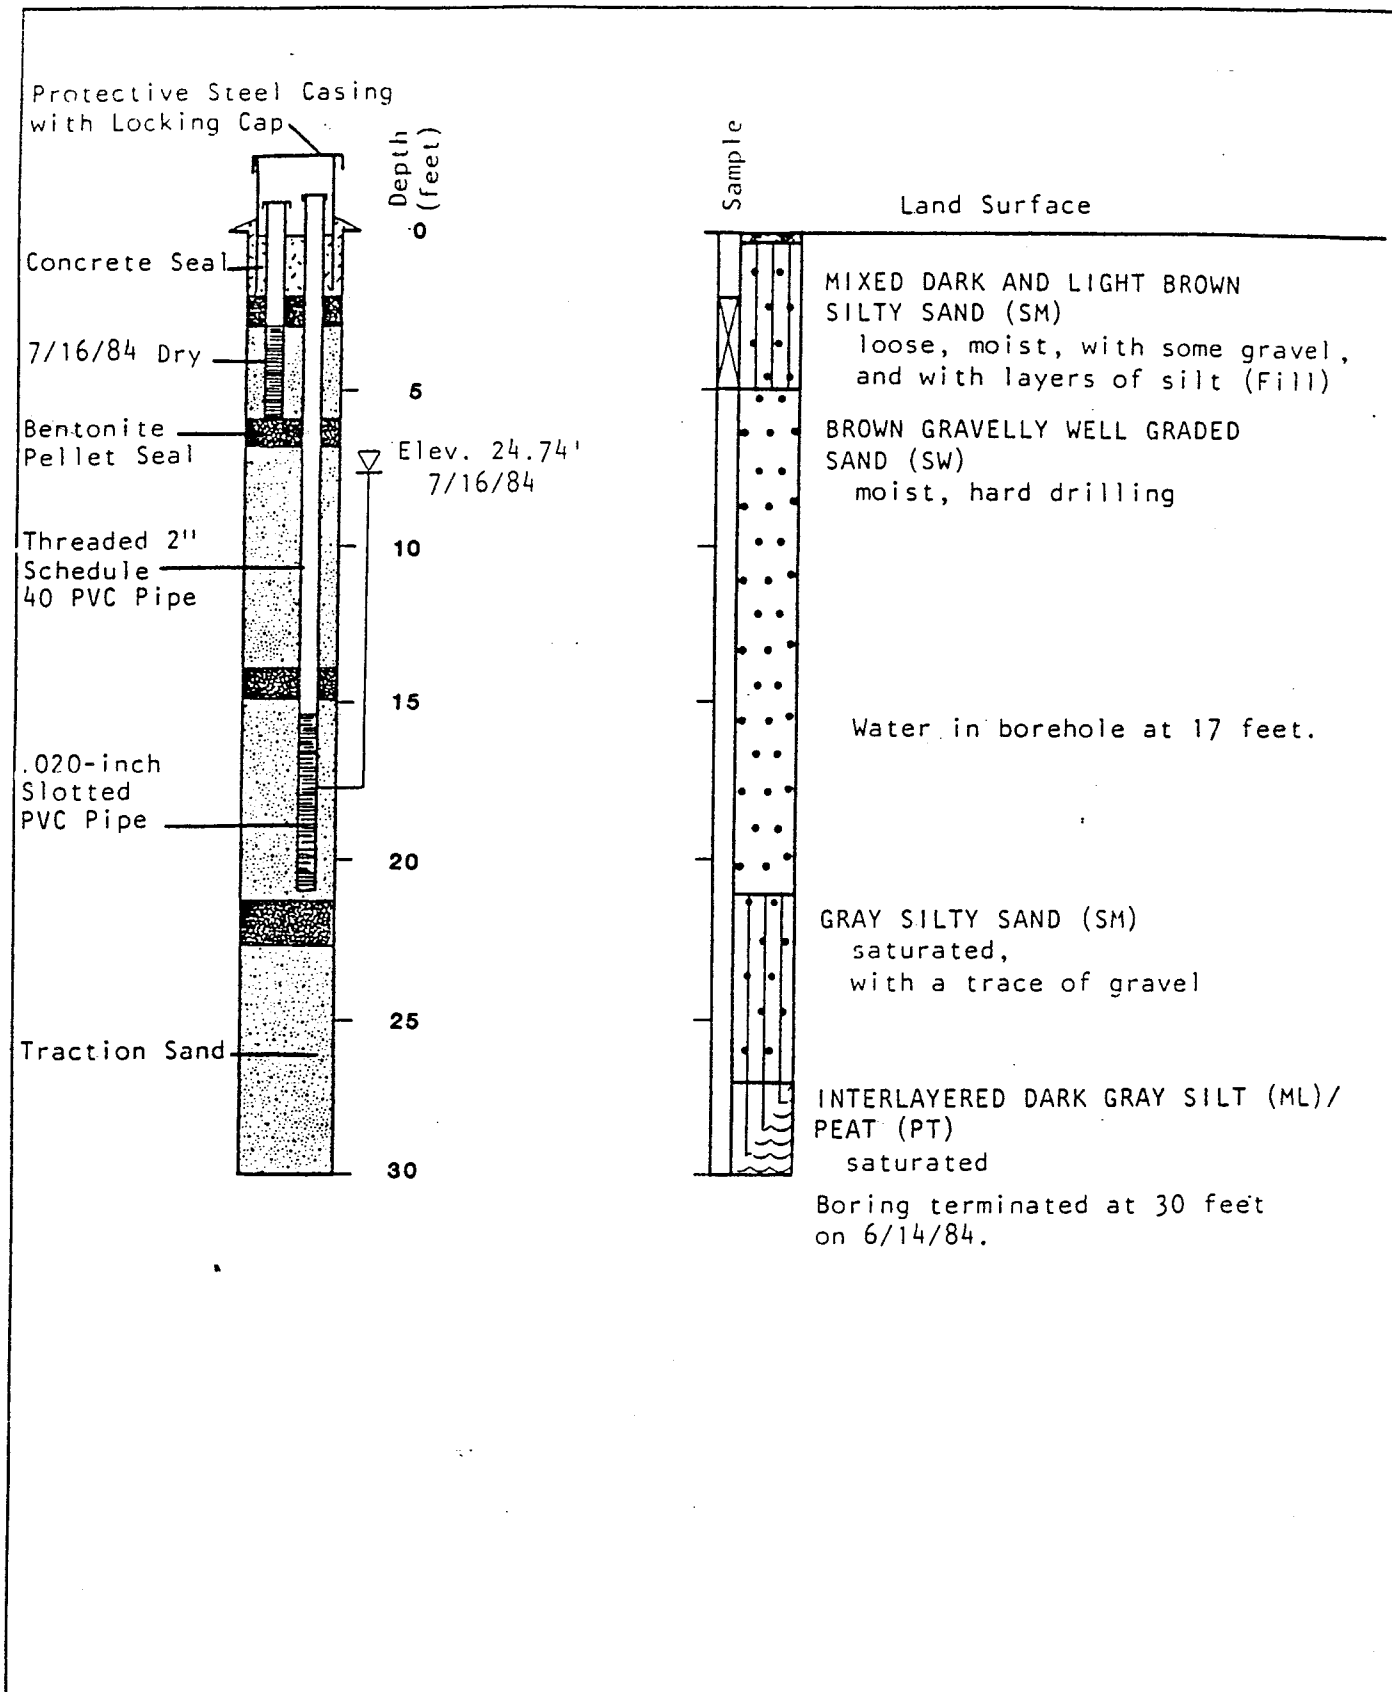 Protective Steel Casing
with Locking Cap
Depth
(feet)
Sample
Land Surface
0
Concrete Seal
MIXED DARK AND LIGHT BROWN
SILTY SAND (SM)
loose, moist, with some gravel,
and with layers of silt (Fill)
7/16/84 Dry
5
Bentonite
Pellet Seal
Elev. 24.74'
7/16/84
BROWN GRAVELLY WELL GRADED
SAND (SW)
moist, hard drilling
Threaded 2"
Schedule
40 PVC Pipe
10
15
Water in borehole at 17 feet.
.020-inch
Slotted
PVC Pipe
20
GRAY SILTY SAND (SM)
saturated,
with a trace of gravel
25
Traction Sand
INTERLAYERED DARK GRAY SILT (ML)/
PEAT (PT)
saturated
30
Boring terminated at 30 feet
on 6/14/84.